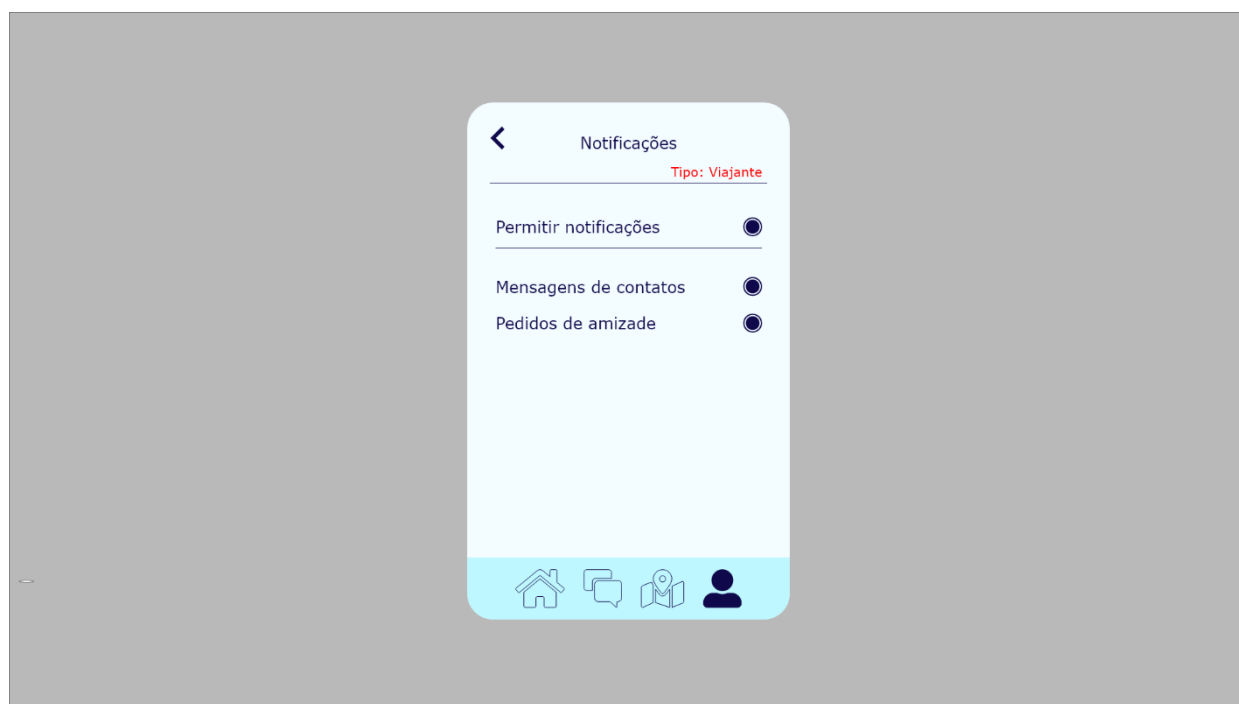 Notificações
Tipo: Viajante
Permitir notificações
Mensagens de contatos
Pedidos de amizade